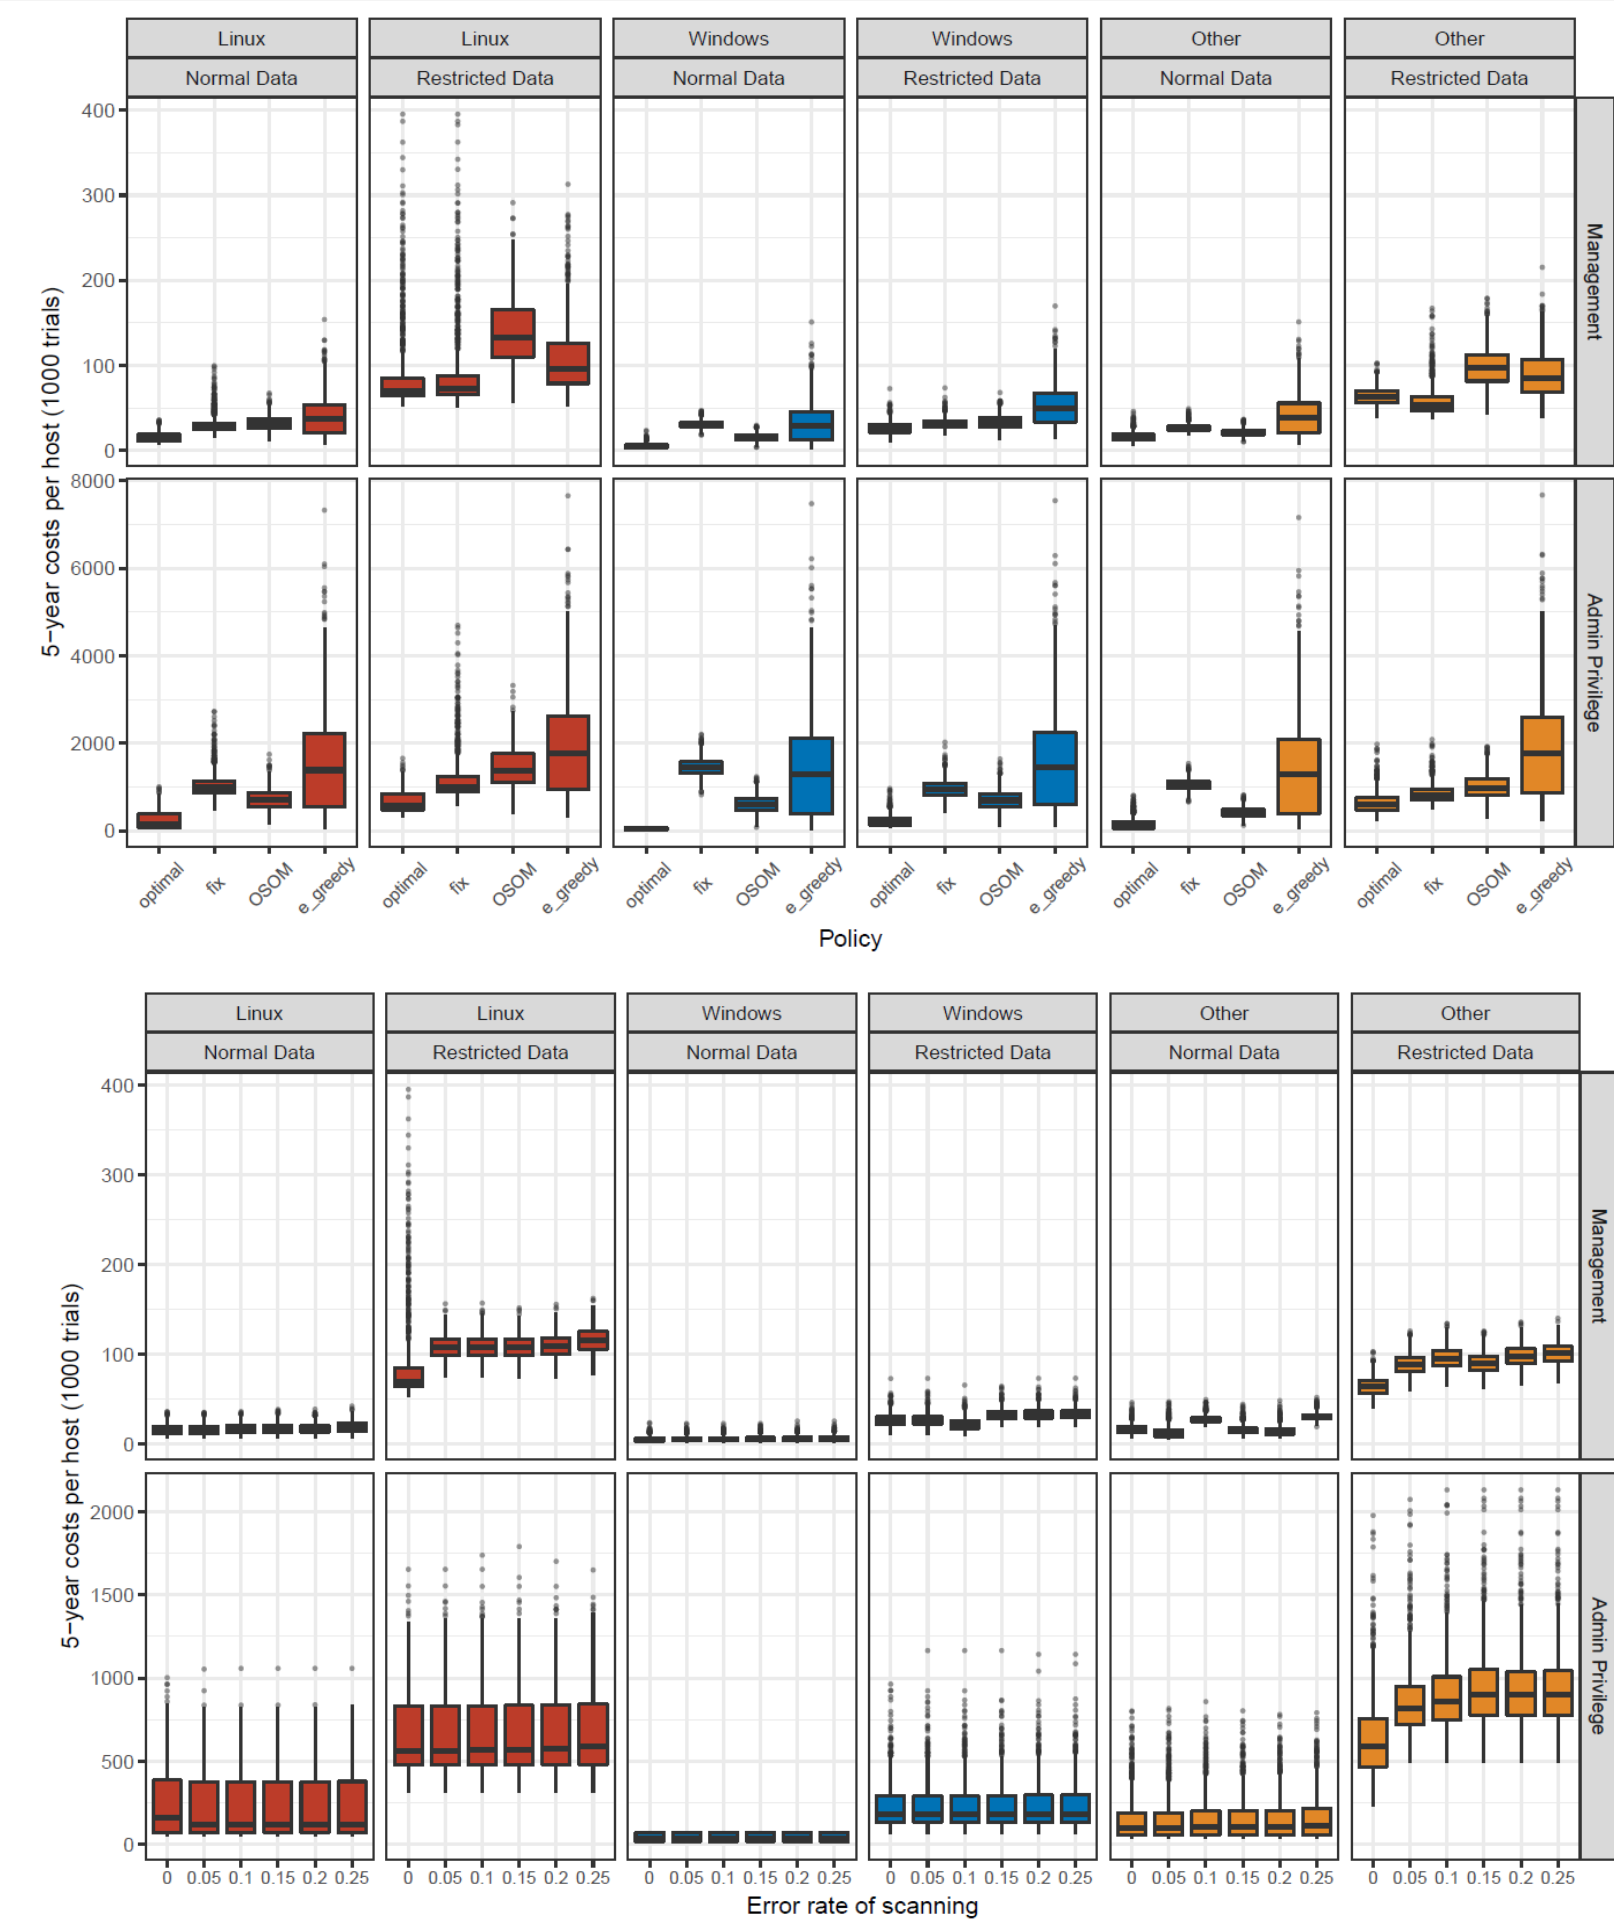 Linux Linux Windows Windows Other Other
Normal Data Restricted Data Normal Data Restricted Data Normal Data Restricted Data
400
300
200
100
0
Management
5−year costs per host (1000 trials)
8000
6000
4000
2000
0
Admin Privilege
optimal fix OSOM e_greedy optimal fix OSOM e_greedy optimal fix OSOM e_greedy optimal fix OSOM e_greedy optimal fix OSOM e_greedy optimal fix OSOM e_greedy
Policy
Linux Linux Windows Windows Other Other
Normal Data Restricted Data Normal Data Restricted Data Normal Data Restricted Data
400
300
200
100
0
Management
5−year costs per host (1000 trials)
2000
1500
1000
500
0
Admin Privilege
0 0.05 0.1 0.15 0.2 0.25 0 0.05 0.1 0.15 0.2 0.25 0 0.05 0.1 0.15 0.2 0.25 0 0.05 0.1 0.15 0.2 0.25 0 0.05 0.1 0.15 0.2 0.25 0 0.05 0.1 0.15 0.2 0.25
Error rate of scanning